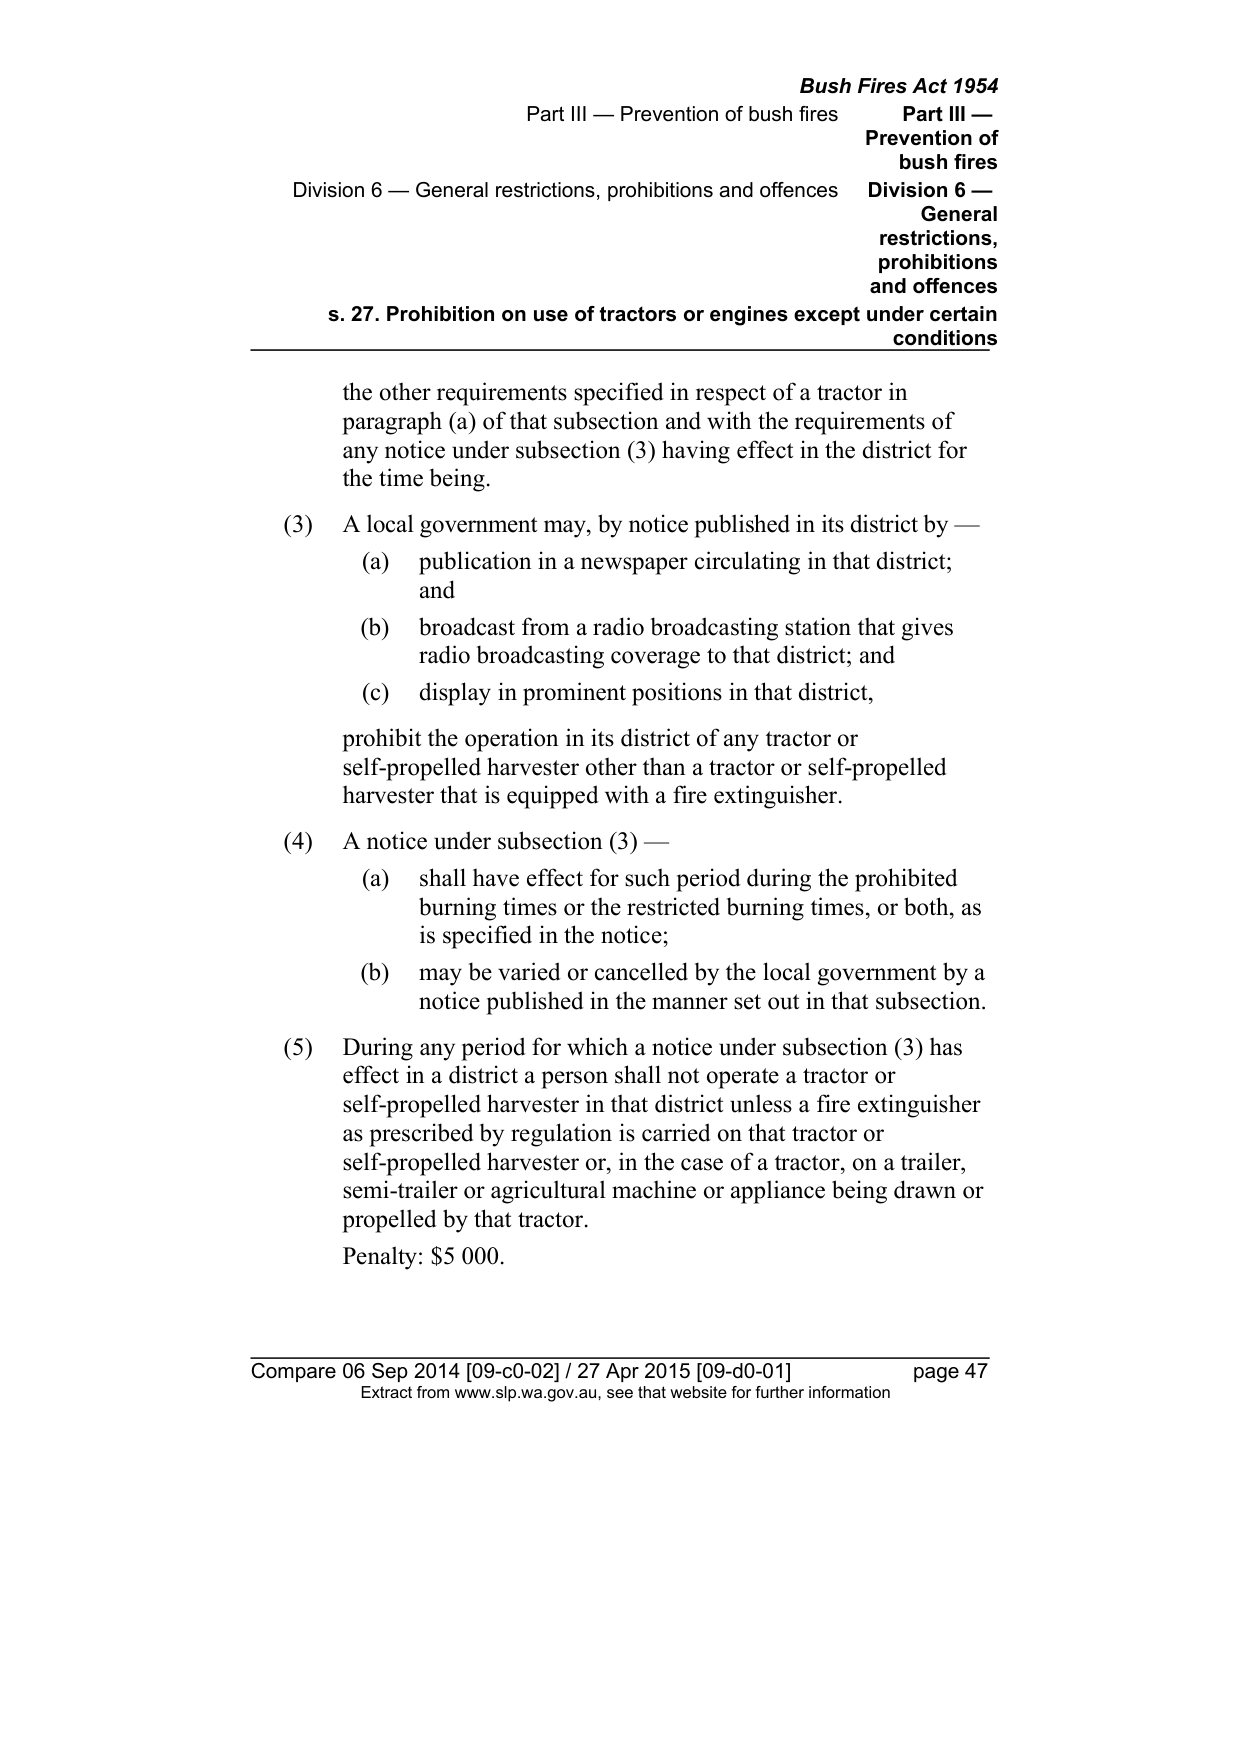 Bush Fires Act 1954
Part III — Prevention of bush fires Part III —
Prevention of
bush fires
Division 6 — General restrictions, prohibitions and offences Division 6 —
General
restrictions,
prohibitions
and offences
s. 27. Prohibition on use of tractors or engines except under certain
conditions
the other requirements specified in respect of a tractor in
paragraph (a) of that subsection and with the requirements of
any notice under subsection (3) having effect in the district for
the time being.
(3) A local government may, by notice published in its district by —
(a) publication in a newspaper circulating in that district;
and
(b) broadcast from a radio broadcasting station that gives
radio broadcasting coverage to that district; and
(c) display in prominent positions in that district,
prohibit the operation in its district of any tractor or
self-propelled harvester other than a tractor or self-propelled
harvester that is equipped with a fire extinguisher.
(4) A notice under subsection (3) —
(a) shall have effect for such period during the prohibited
burning times or the restricted burning times, or both, as
is specified in the notice;
(b) may be varied or cancelled by the local government by a
notice published in the manner set out in that subsection.
(5) During any period for which a notice under subsection (3) has
effect in a district a person shall not operate a tractor or
self-propelled harvester in that district unless a fire extinguisher
as prescribed by regulation is carried on that tractor or
self-propelled harvester or, in the case of a tractor, on a trailer,
semi-trailer or agricultural machine or appliance being drawn or
propelled by that tractor.
Penalty: $5 000.
Compare 06 Sep 2014 [09-c0-02] / 27 Apr 2015 [09-d0-01] page 47
Extract from www.slp.wa.gov.au, see that website for further information